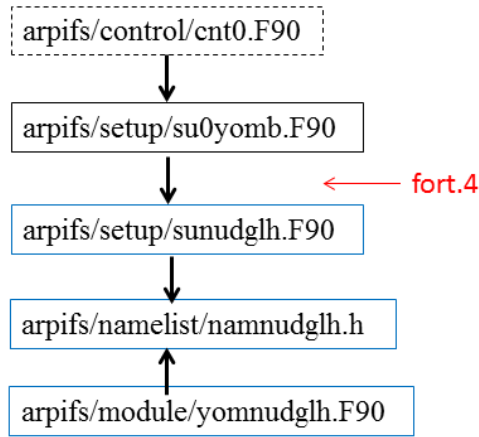 arpifs/control/cnt0.F90
arpifs/setup/su0yomb.F90
fort.4
arpifs/setup/sunudglh.F90
arpifs/namelist/namnudglh.h
arpifs/module/yomnudglh.F90